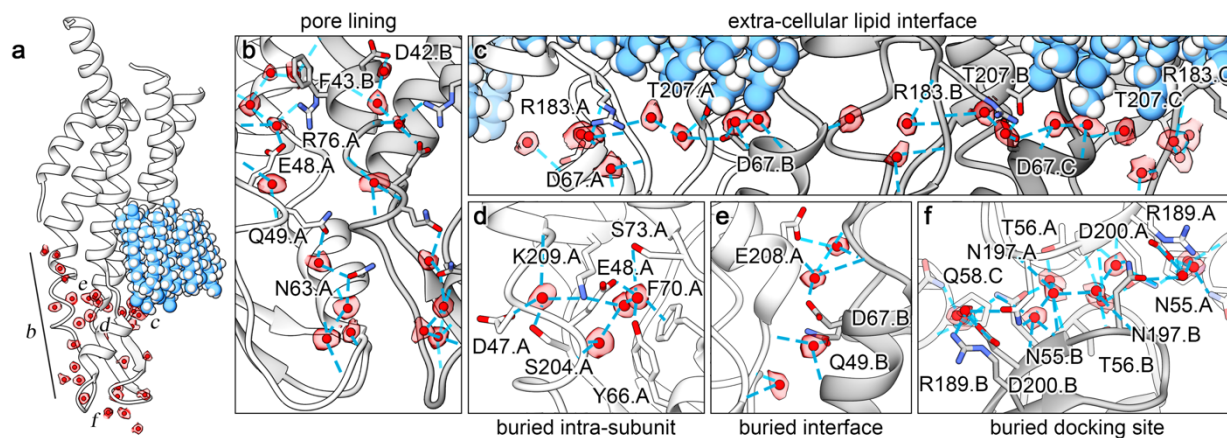 pore lining
extra-cellular lipid interface
a
b
e
d
c
b
f
b
D42.B
F43.B
R76.A
E48.A
Q49.A
N63.A
c
R183.A
T207.A
D67.A
D67.B
R183.B
T207.B
D67.C
T207.C
R183.C
d
S73.A
K209.A
E48.A
F70.A
D47.A
S204.A
Y66.A
e
E208.A
D67.B
Q49.B
f
T56.A
D200.A
R189.A
N197.A
Q58.C
N55.A
N197.B
N55.B
T56.B
R189.B
D200.B
buried intra-subunit
buried interface
buried docking site